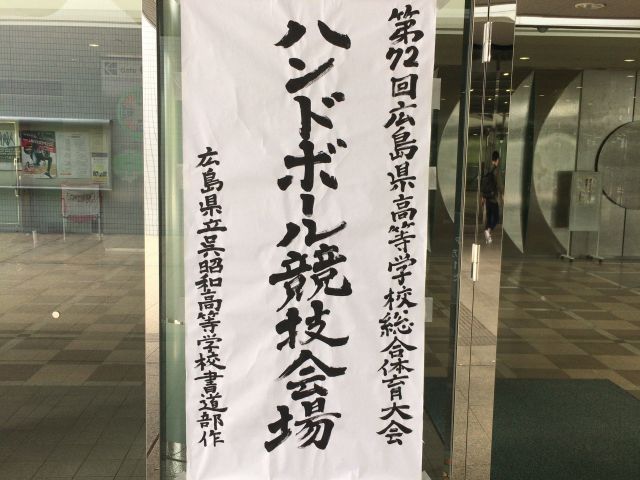 第72回広島県高等学校総合体育大会
ハンドボール競技会場
広島県立呉昭和高等学校書道部作